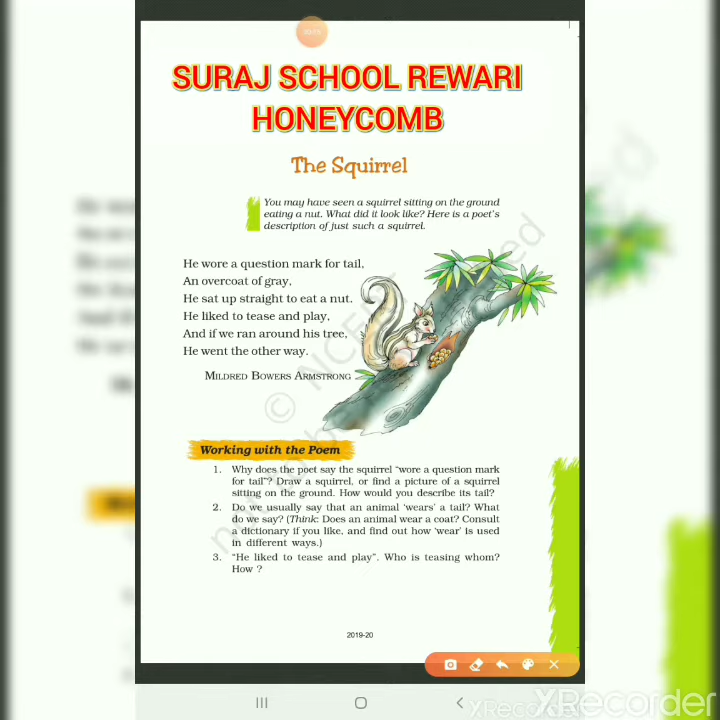 00:05
SURAJ SCHOOL REWARI
HONEYCOMB
The Squirrel
You may have seen a squirrel sitting on the ground
eating a nut. What did it look like? Here is a poet's
description of just such a squirrel.
He wore a question mark for tail,
An overcoat of gray,
He sat up straight to eat a nut.
He liked to tease and play,
And if we ran around his tree,
He went the other way.
MILDRED BOWERS ARMSTRONG
Working with the Poem
1. Why does the poet say the squirrel “wore a question mark
for tail”? Draw a squirrel, or find a picture of a squirrel
sitting on the ground. How would you describe its tail?
2. Do we usually say that an animal ‘wears’ a tail? What
do we say? (Think: Does an animal wear a coat? Consult
a dictionary if you like, and find out how ‘wear’ is used
in different ways.)
3. “He liked to tease and play”. Who is teasing whom?
How ?
2019-20
XRecorder